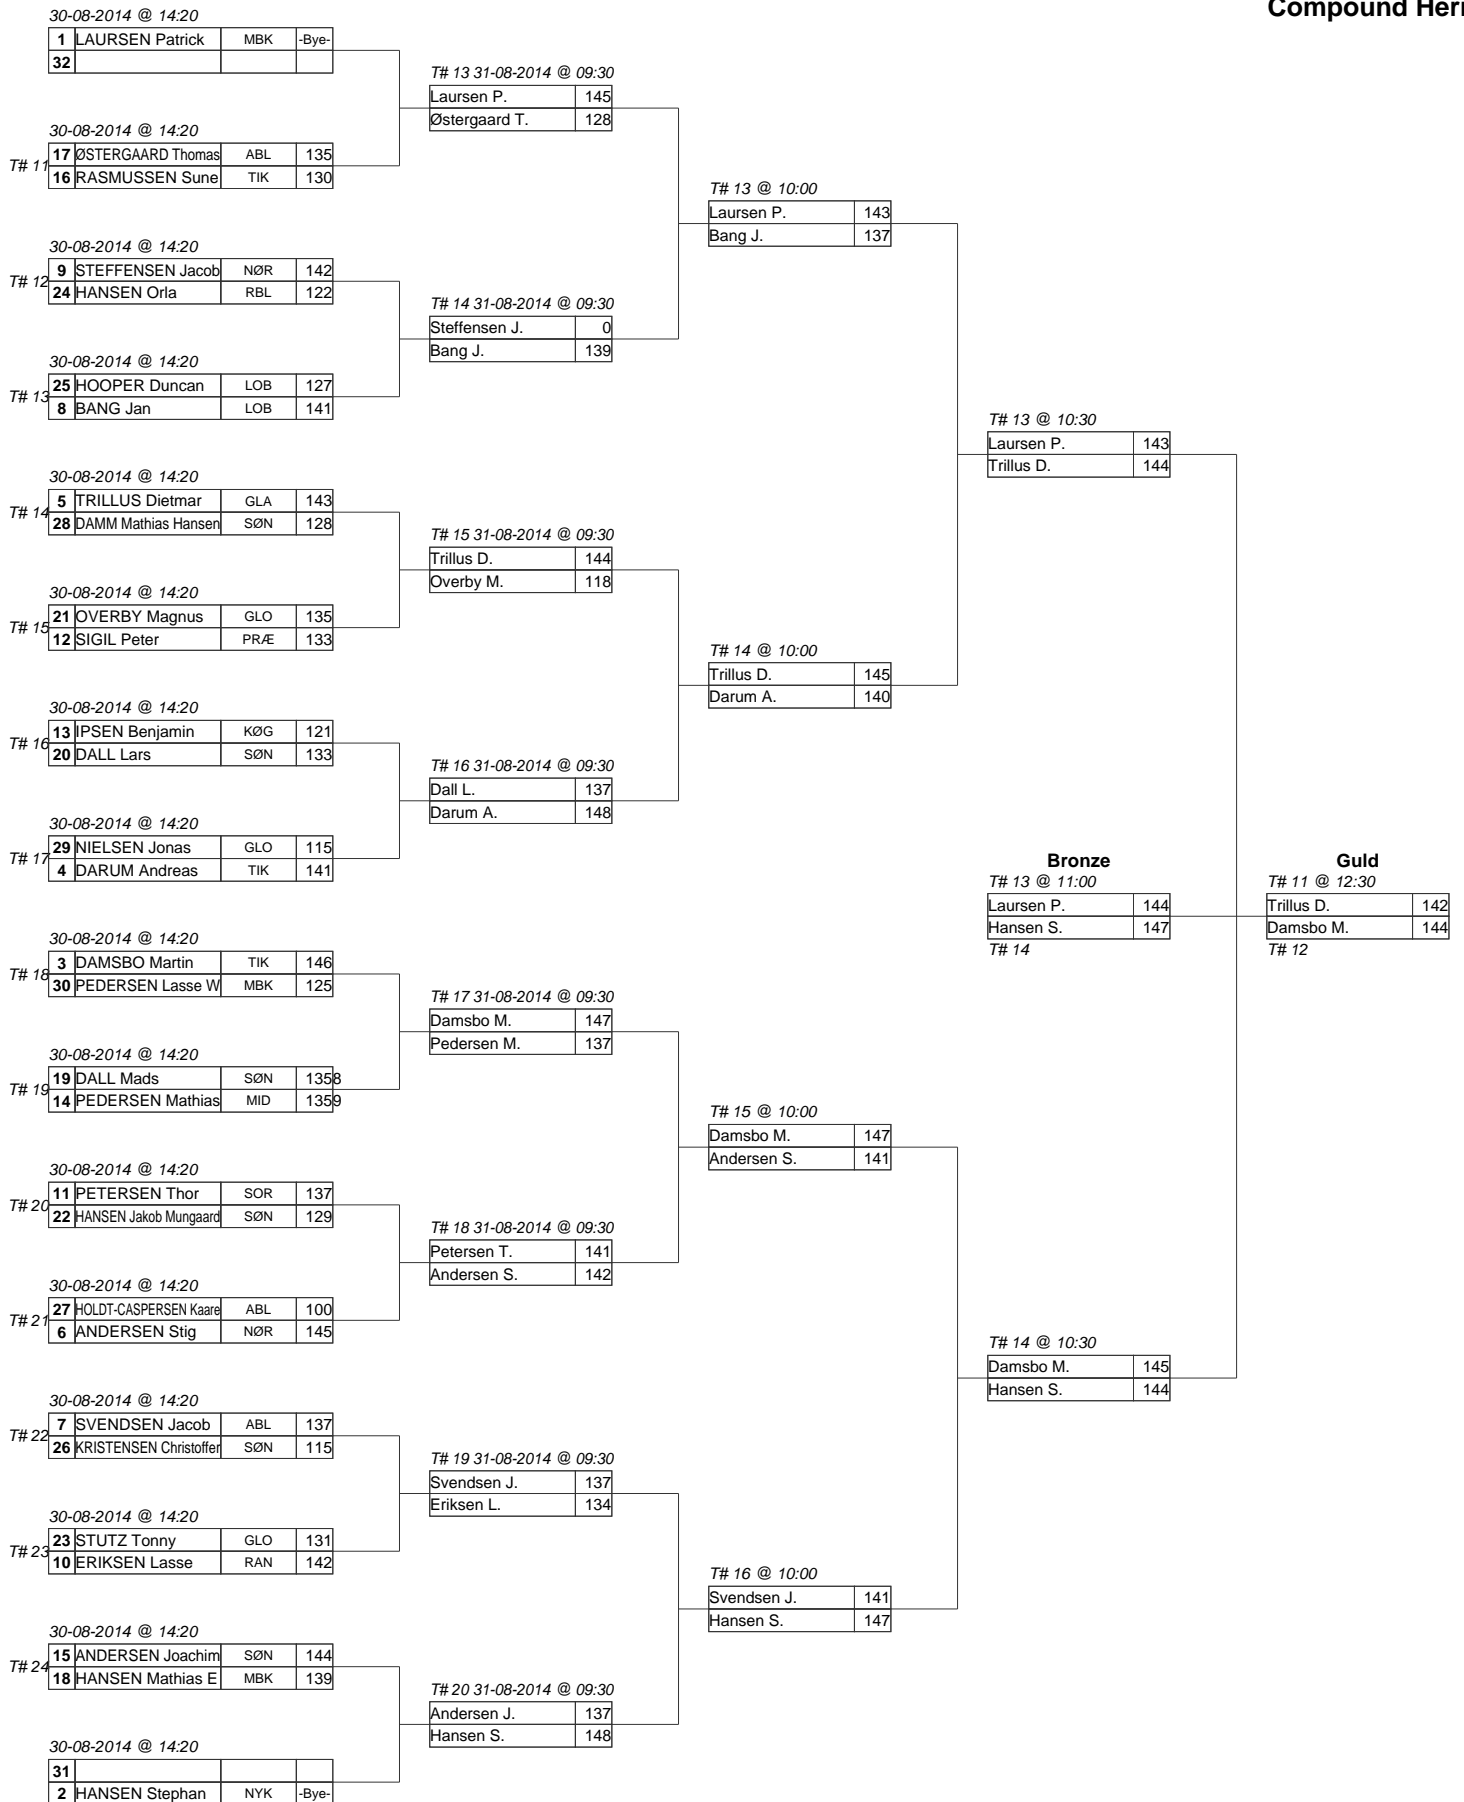 Compound Herr
30-08-2014 @ 14:20
1 LAURSEN Patrick MBK -Bye-
32
30-08-2014 @ 14:20
T# 11
17 ØSTERGAARD Thomas ABL 135
16 RASMUSSEN Sune TIK 130
30-08-2014 @ 14:20
T# 12
9 STEFFENSEN Jacob NØR 142
24 HANSEN Orla RBL 122
30-08-2014 @ 14:20
T# 13
25 HOOPER Duncan LOB 127
8 BANG Jan LOB 141
30-08-2014 @ 14:20
T# 14
5 TRILLUS Dietmar GLA 143
28 DAMM Mathias Hansen SØN 128
30-08-2014 @ 14:20
T# 15
21 OVERBY Magnus GLO 135
12 SIGIL Peter PRÆ 133
30-08-2014 @ 14:20
T# 16
13 IPSEN Benjamin KØG 121
20 DALL Lars SØN 133
30-08-2014 @ 14:20
T# 17
29 NIELSEN Jonas GLO 115
4 DARUM Andreas TIK 141
30-08-2014 @ 14:20
T# 18
3 DAMSBO Martin TIK 146
30 PEDERSEN Lasse W MBK 125
30-08-2014 @ 14:20
T# 19
19 DALL Mads SØN 1358
14 PEDERSEN Mathias MID 1359
30-08-2014 @ 14:20
T# 20
11 PETERSEN Thor SOR 137
22 HANSEN Jakob Mungaard SØN 129
30-08-2014 @ 14:20
T# 21
27 HOLDT-CASPERSEN Kaare ABL 100
6 ANDERSEN Stig NØR 145
30-08-2014 @ 14:20
T# 22
7 SVENDSEN Jacob ABL 137
26 KRISTENSEN Christoffer SØN 115
30-08-2014 @ 14:20
T# 23
23 STUTZ Tonny GLO 131
10 ERIKSEN Lasse RAN 142
30-08-2014 @ 14:20
T# 24
15 ANDERSEN Joachim SØN 144
18 HANSEN Mathias E MBK 139
30-08-2014 @ 14:20
31
2 HANSEN Stephan NYK -Bye-
T# 13 31-08-2014 @ 09:30
Laursen P. 145
Østergaard T. 128
T# 14 31-08-2014 @ 09:30
Steffensen J. 0
Bang J. 139
T# 15 31-08-2014 @ 09:30
Trillus D. 144
Overby M. 118
T# 16 31-08-2014 @ 09:30
Dall L. 137
Darum A. 148
T# 17 31-08-2014 @ 09:30
Damsbo M. 147
Pedersen M. 137
T# 18 31-08-2014 @ 09:30
Petersen T. 141
Andersen S. 142
T# 19 31-08-2014 @ 09:30
Svendsen J. 137
Eriksen L. 134
T# 20 31-08-2014 @ 09:30
Andersen J. 137
Hansen S. 148
T# 13 @ 10:00
Laursen P. 143
Bang J. 137
T# 14 @ 10:00
Trillus D. 145
Darum A. 140
T# 15 @ 10:00
Damsbo M. 147
Andersen S. 141
T# 16 @ 10:00
Svendsen J. 141
Hansen S. 147
T# 13 @ 10:30
Laursen P. 143
Trillus D. 144
T# 14 @ 10:30
Damsbo M. 145
Hansen S. 144
Bronze
T# 13 @ 11:00
Laursen P. 144
Hansen S. 147
T# 14
Guld
T# 11 @ 12:30
Trillus D. 142
Damsbo M. 144
T# 12